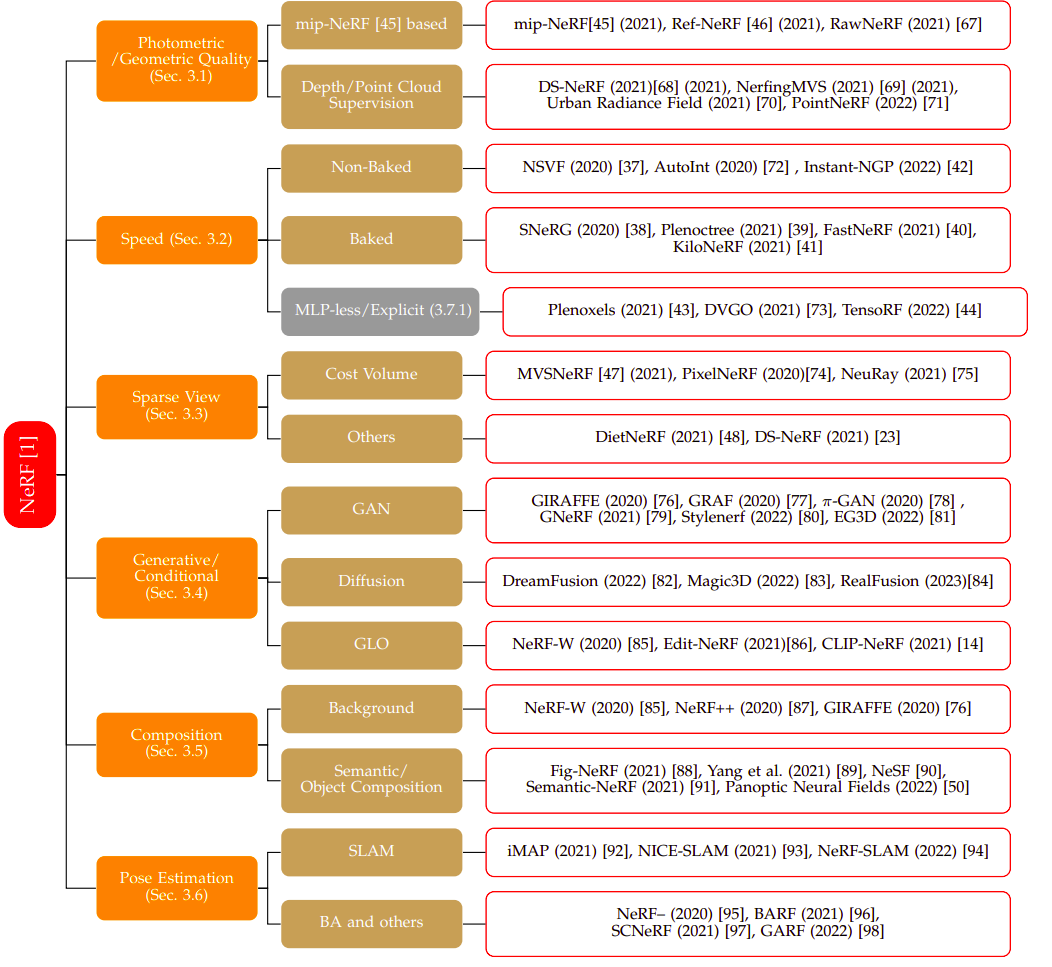 NeRF [1]
Photometric
/Geometric Quality
(Sec. 3.1)
mip-NeRF [45] based
mip-NeRF[45] (2021), Ref-NeRF [46] (2021), RawNeRF (2021) [67]
Depth/Point Cloud
Supervision
DS-NeRF (2021)[68] (2021), NerfingMVS (2021) [69] (2021),
Urban Radiance Field (2021) [70], PointNeRF (2022) [71]
Speed (Sec. 3.2)
Non-Baked
NSVF (2020) [37], AutoInt (2020) [72] , Instant-NGP (2022) [42]
Baked
SNeRG (2020) [38], Plenoctree (2021) [39], FastNeRF (2021) [40],
KiloNeRF (2021) [41]
MLP-less/Explicit (3.7.1)
Plenoxels (2021) [43], DVGO (2021) [73], TensoRF (2022) [44]
Sparse View
(Sec. 3.3)
Cost Volume
MVSNeRF [47] (2021), PixelNeRF (2020)[74], NeuRay (2021) [75]
Others
DietNeRF (2021) [48], DS-NeRF (2021) [23]
Generative/
Conditional
(Sec. 3.4)
GAN
GIRAFFE (2020) [76], GRAF (2020) [77], π-GAN (2020) [78] ,
GNeRF (2021) [79], Stylenerf (2022) [80], EG3D (2022) [81]
Diffusion
DreamFusion (2022) [82], Magic3D (2022) [83], RealFusion (2023)[84]
GLO
NeRF-W (2020) [85], Edit-NeRF (2021)[86], CLIP-NeRF (2021) [14]
Composition
(Sec. 3.5)
Background
NeRF-W (2020) [85], NeRF++ (2020) [87], GIRAFFE (2020) [76]
Semantic/
Object Composition
Fig-NeRF (2021) [88], Yang et al. (2021) [89], NeSF [90],
Semantic-NeRF (2021) [91], Panoptic Neural Fields (2022) [50]
Pose Estimation
(Sec. 3.6)
SLAM
iMAP (2021) [92], NICE-SLAM (2021) [93], NeRF-SLAM (2022) [94]
BA and others
NeRF– (2020) [95], BARF (2021) [96],
SCNeRF (2021) [97], GARF (2022) [98]